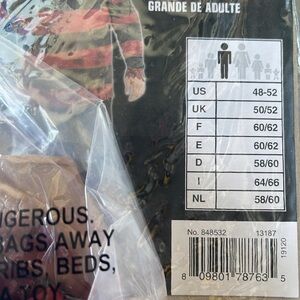 GRANDE DE ADULTE
US 48-52
UK 50/52
F 60/62
E 60/62
D 58/60
I 64/66
NL 58/60
No. 848532 13187
19120
8 09801 78763 5
NGEROUS.
BAGS AWAY
RIBS, BEDS,
A TOY